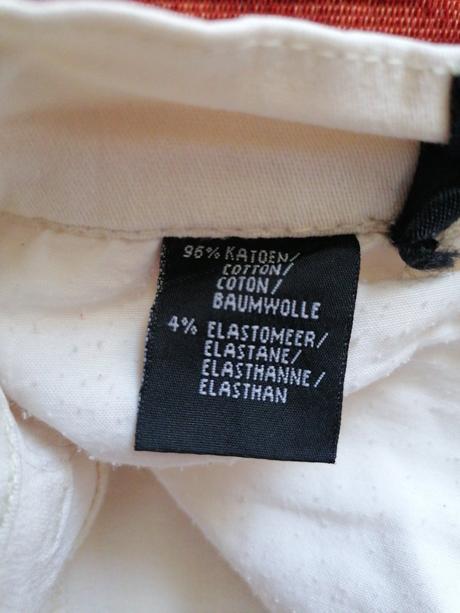 96% KATOEN/
COTTON/
COTON/
BAUMWOLLE
4% ELASTOMEER/
ELASTANE/
ELASTHANNE/
ELASTHAN